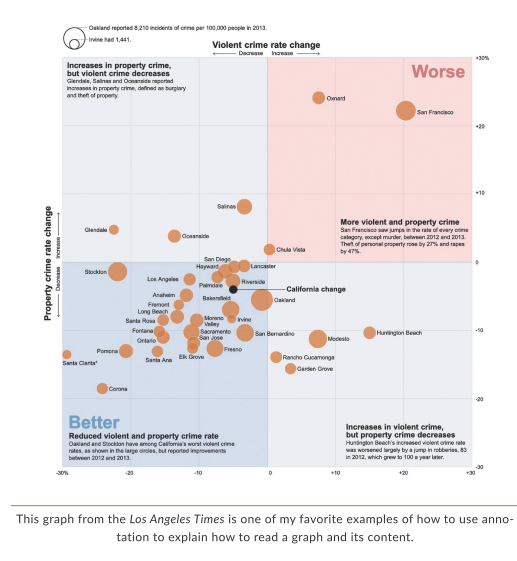 Oakland reported 8,210 incidents of crime per 100,000 people in 2013.
Irvine had 1,441.
Violent crime rate change
Decrease Increase
Increases in property crime,
but violent crime decreases
Glendale, Salinas and Oceanside reported
increases in property crime, defined as burglary
and theft of property.
Worse
+30%
Oxnard
San Francisco
+20
+10
Salinas
More violent and property crime
San Francisco saw jumps in the rate of every crime
category, except murder, between 2012 and 2013.
Theft of personal property rose by 27% and rapes
by 47%.
Property crime rate change
Decrease Increase
Glendale
Oceanside
Chula Vista
San Diego
Hayward
Lancaster
0
Stockton
Los Angeles
Palmdale
Riverside
California change
Anaheim
Bakersfield
Oakland
Fremont
Long Beach
Santa Rosa
Moreno
Valley
Irvine
-10
Fontana
Sacramento
San Bernardino
Huntington Beach
Ontario
San Jose
Modesto
Pomona
Santa Ana
Elk Grove
Fresno
Rancho Cucamonga
Santa Clarita*
Garden Grove
Corona
-20
Better
Reduced violent and property crime rate
Oakland and Stockton have among California's worst violent crime
rates, as shown in the large circles, but reported improvements
between 2012 and 2013.
Increases in violent crime,
but property crime decreases
Huntington Beach's increased violent crime rate
was worsened largely by a jump in robberies, 83
in 2012, which grew to 100 a year later.
-30
-30% -20 -10 0 +10 +20 +30
This graph from the Los Angeles Times is one of my favorite examples of how to use anno-
tation to explain how to read a graph and its content.